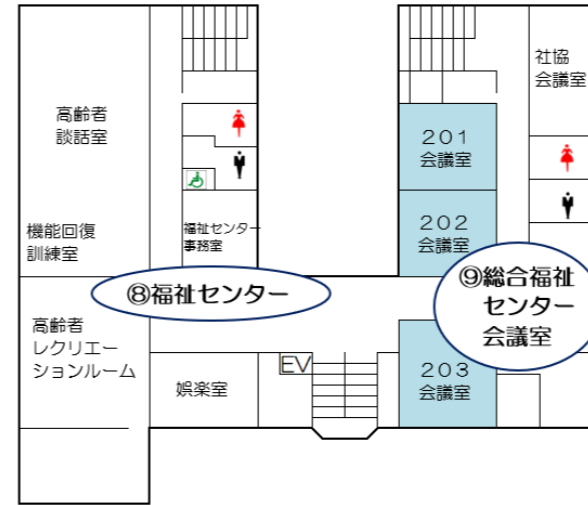 高齢者
談話室
機能回復
訓練室
福祉センター
事務室
⑧福祉センター
高齢者
レクリエー
ションルーム
娯楽室
EV
201
会議室
202
会議室
203
会議室
社協
会議室
⑨総合福祉
センター
会議室